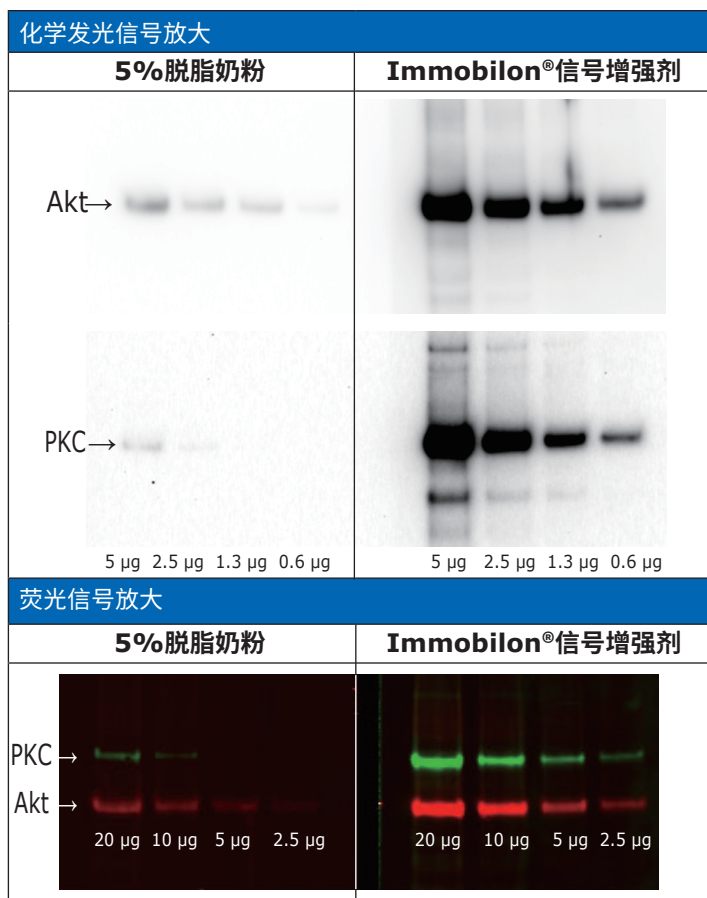 化学发光信号放大
5%脱脂奶粉 Immobilon®信号增强剂
Akt→
PKC→
5 µg 2.5 µg 1.3 µg 0.6 µg 5 µg 2.5 µg 1.3 µg 0.6 µg
荧光信号放大
5%脱脂奶粉 Immobilon®信号增强剂
PKC→
Akt→
20 µg 10 µg 5 µg 2.5 µg 20 µg 10 µg 5 µg 2.5 µg